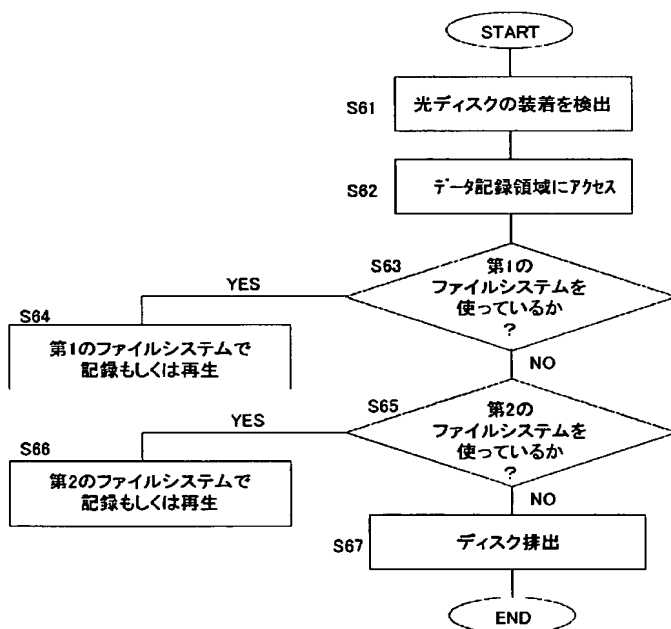 START
S61
光ディスクの装着を検出
S62
データ記録領域にアクセス
S63
第1の
ファイルシステムを
使っているか
?
YES
NO
S64
第1のファイルシステムで
記録もしくは再生
S65
第2の
ファイルシステムを
使っているか
?
YES
NO
S66
第2のファイルシステムで
記録もしくは再生
S67
ディスク排出
END